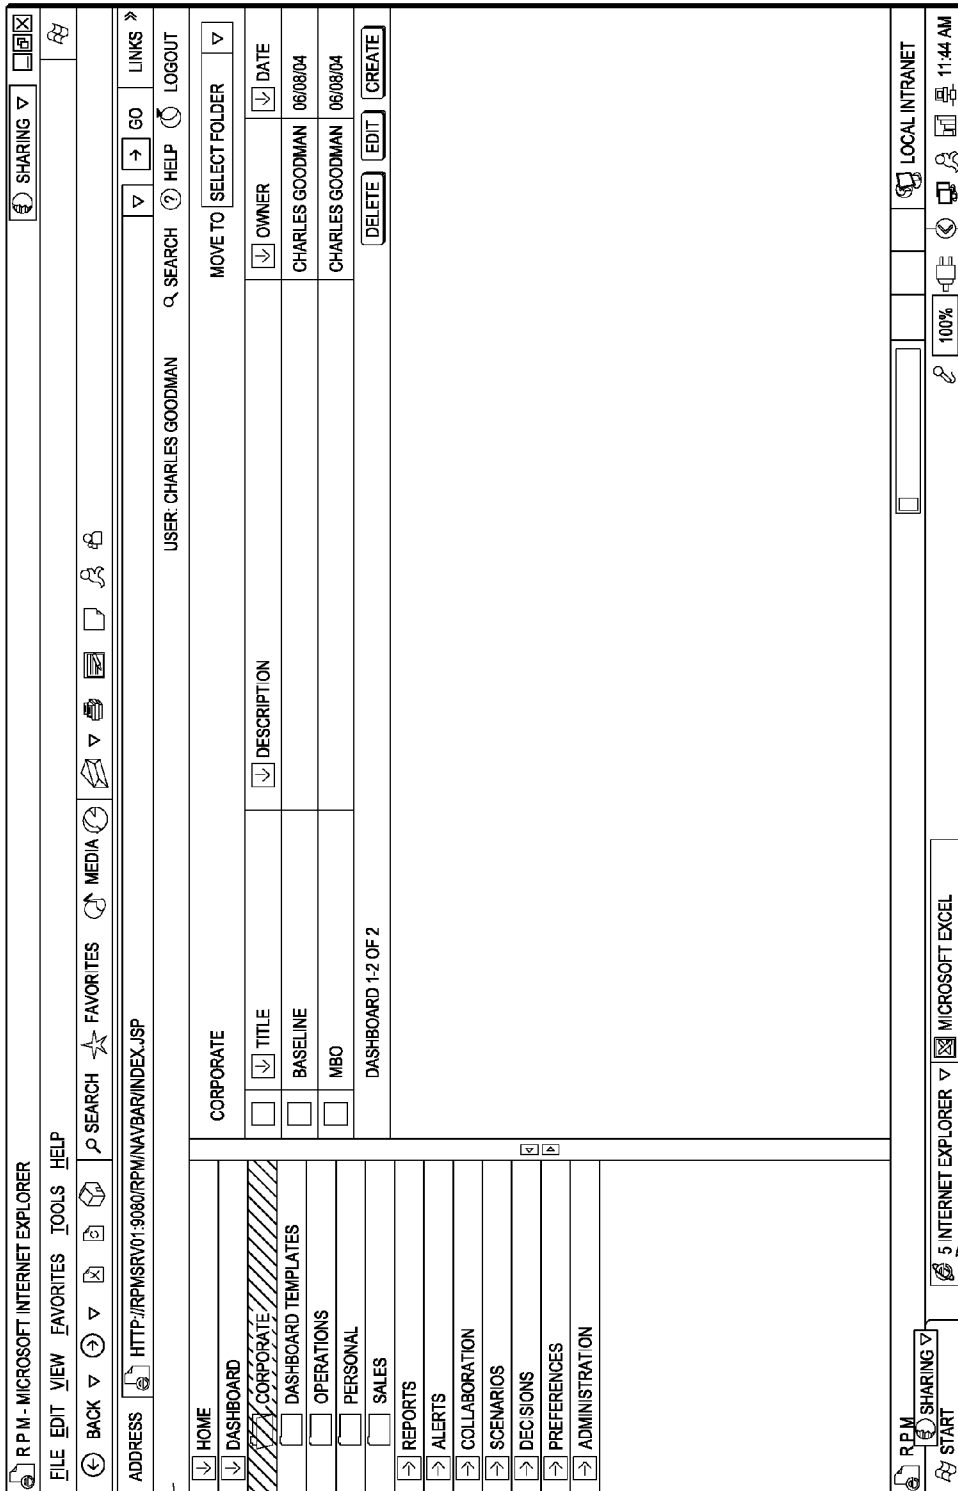 R P M - MICROSOFT INTERNET EXPLORER
SHARING
FILE EDIT VIEW FAVORITES TOOLS HELP
BACK SEARCH FAVORITES MEDIA
ADDRESS HTTP://RPMSRV01:9080/RPM/NAVBAR/INDEX.JSP GO LINKS »
USER: CHARLES GOODMAN SEARCH ? HELP LOGOUT
HOME
DASHBOARD
CORPORATE
DASHBOARD TEMPLATES
OPERATIONS
PERSONAL
SALES
REPORTS
ALERTS
COLLABORATION
SCENARIOS
DECISIONS
PREFERENCES
ADMINISTRATION
CORPORATE MOVE TO SELECT FOLDER
TITLE DESCRIPTION OWNER DATE
BASELINE CHARLES GOODMAN 06/08/04
MBO CHARLES GOODMAN 06/08/04
DASHBOARD 1-2 OF 2 DELETE EDIT CREATE
R P M LOCAL INTRANET
SHARING
START 5 INTERNET EXPLORER MICROSOFT EXCEL 100% 11:44 AM